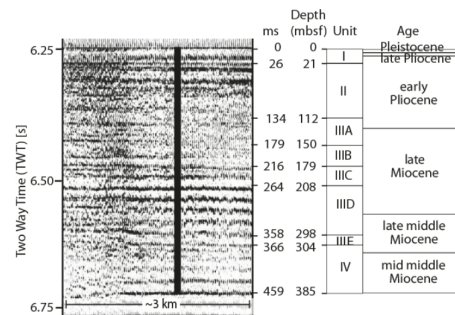 Depth
ms (mbsf) Unit Age
6.25 0 0 Pleistocene
I late Pliocene
26 21
II early
Pliocene
134 112
IIIA
179 150
IIIB late
Miocene
216 179
IIIC
6.50
264 208
IIID
late middle
Miocene
358 298
IIIE
366 304
IV mid middle
Miocene
459 385
~3 km
6.75
Two Way Time (TWT) [s]